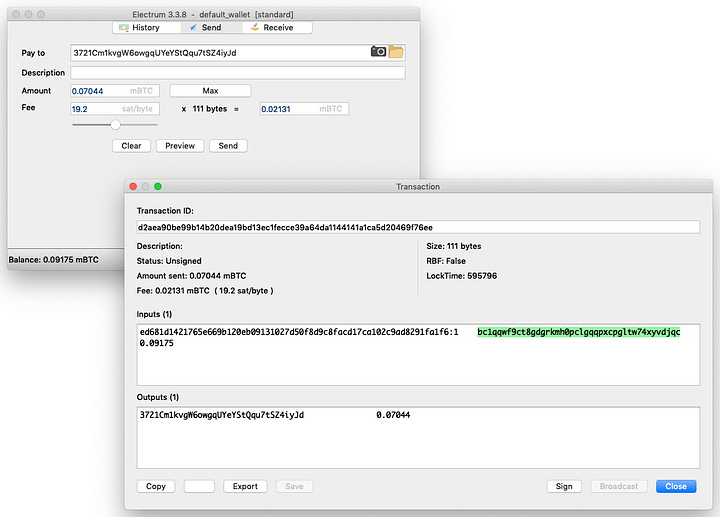 Electrum 3.3.8 - default_wallet [standard]
History Send Receive
Pay to 3721Cm1kvgW6owgqUYeYStQqu7tSZ4iyJd
Description
Amount 0.07044 mBTC Max
Fee 19.2 sat/byte x 111 bytes = 0.02131 mBTC
Clear Preview Send
Balance: 0.09175 mBTC
Transaction
Transaction ID:
d2aea90be99b14b20dea19bd13ec1fecce39a64da1144141a1ca5d20469f76ee
Description:
Status: Unsigned
Amount sent: 0.07044 mBTC
Fee: 0.02131 mBTC ( 19.2 sat/byte )
Size: 111 bytes
RBF: False
LockTime: 595796
Inputs (1)
ed681d1421765e669b120eb09131027d50f8d9c8facd17ca102c9ad8291fa1f6:1 bc1qqwf9ct8gdgrkmh0pclgqqpxcpgltw74xyvdjqc
0.09175
Outputs (1)
3721Cm1kvgW6owgqUYeYStQqu7tSZ4iyJd 0.07044
Copy Export Save Sign Broadcast Close